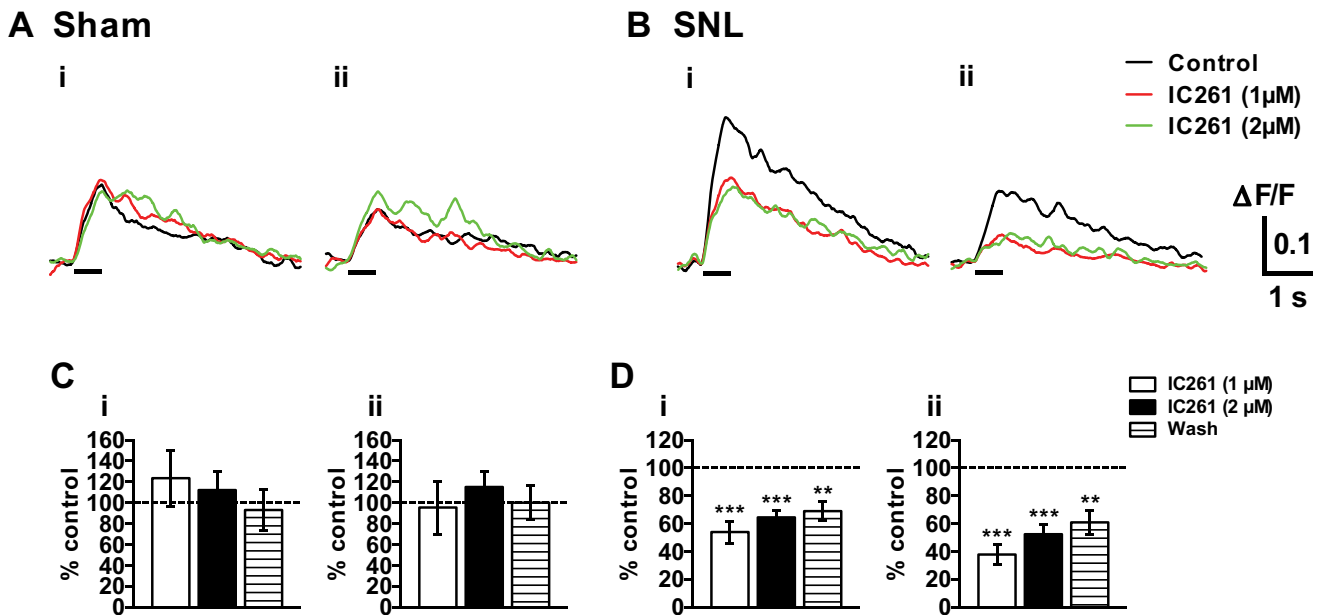 A Sham
B SNL
i
ii
i
ii
Control
IC261 (1μM)
IC261 (2μM)
ΔF/F
0.1
1 s
C
D
i
ii
i
ii
IC261 (1 μM)
IC261 (2 μM)
Wash
% control
160
140
120
100
80
60
40
20
0
% control
160
140
120
100
80
60
40
20
0
% control
120
100
80
60
40
20
0
*** *** **
% control
120
100
80
60
40
20
0
*** *** **